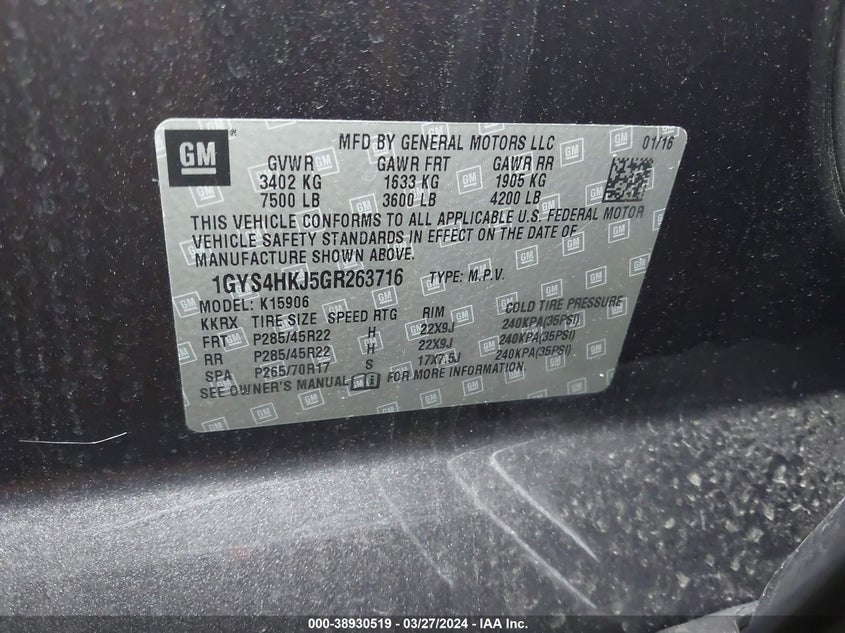 GM MFD BY GENERAL MOTORS LLC 01/16
GVWR GAWR FRT GAWR RR
3402 KG 1633 KG 1905 KG
7500 LB 3600 LB 4200 LB
THIS VEHICLE CONFORMS TO ALL APPLICABLE U.S. FEDERAL MOTOR
VEHICLE SAFETY STANDARDS IN EFFECT ON THE DATE OF
MANUFACTURE SHOWN ABOVE.
1GYS4HKJ5GR263716 TYPE: M.P.V.
MODEL: K15906
KKRX TIRE SIZE SPEED RTG RIM COLD TIRE PRESSURE
FRT P285/45R22 H 22X9J 240KPA(35PSI)
RR P285/45R22 H 22X9J 240KPA(35PSI)
SPA P265/70R17 S 17X7.5J 240KPA(35PSI)
SEE OWNER'S MANUAL FOR MORE INFORMATION.
000-38930519 - 03/27/2024 - IAA Inc.